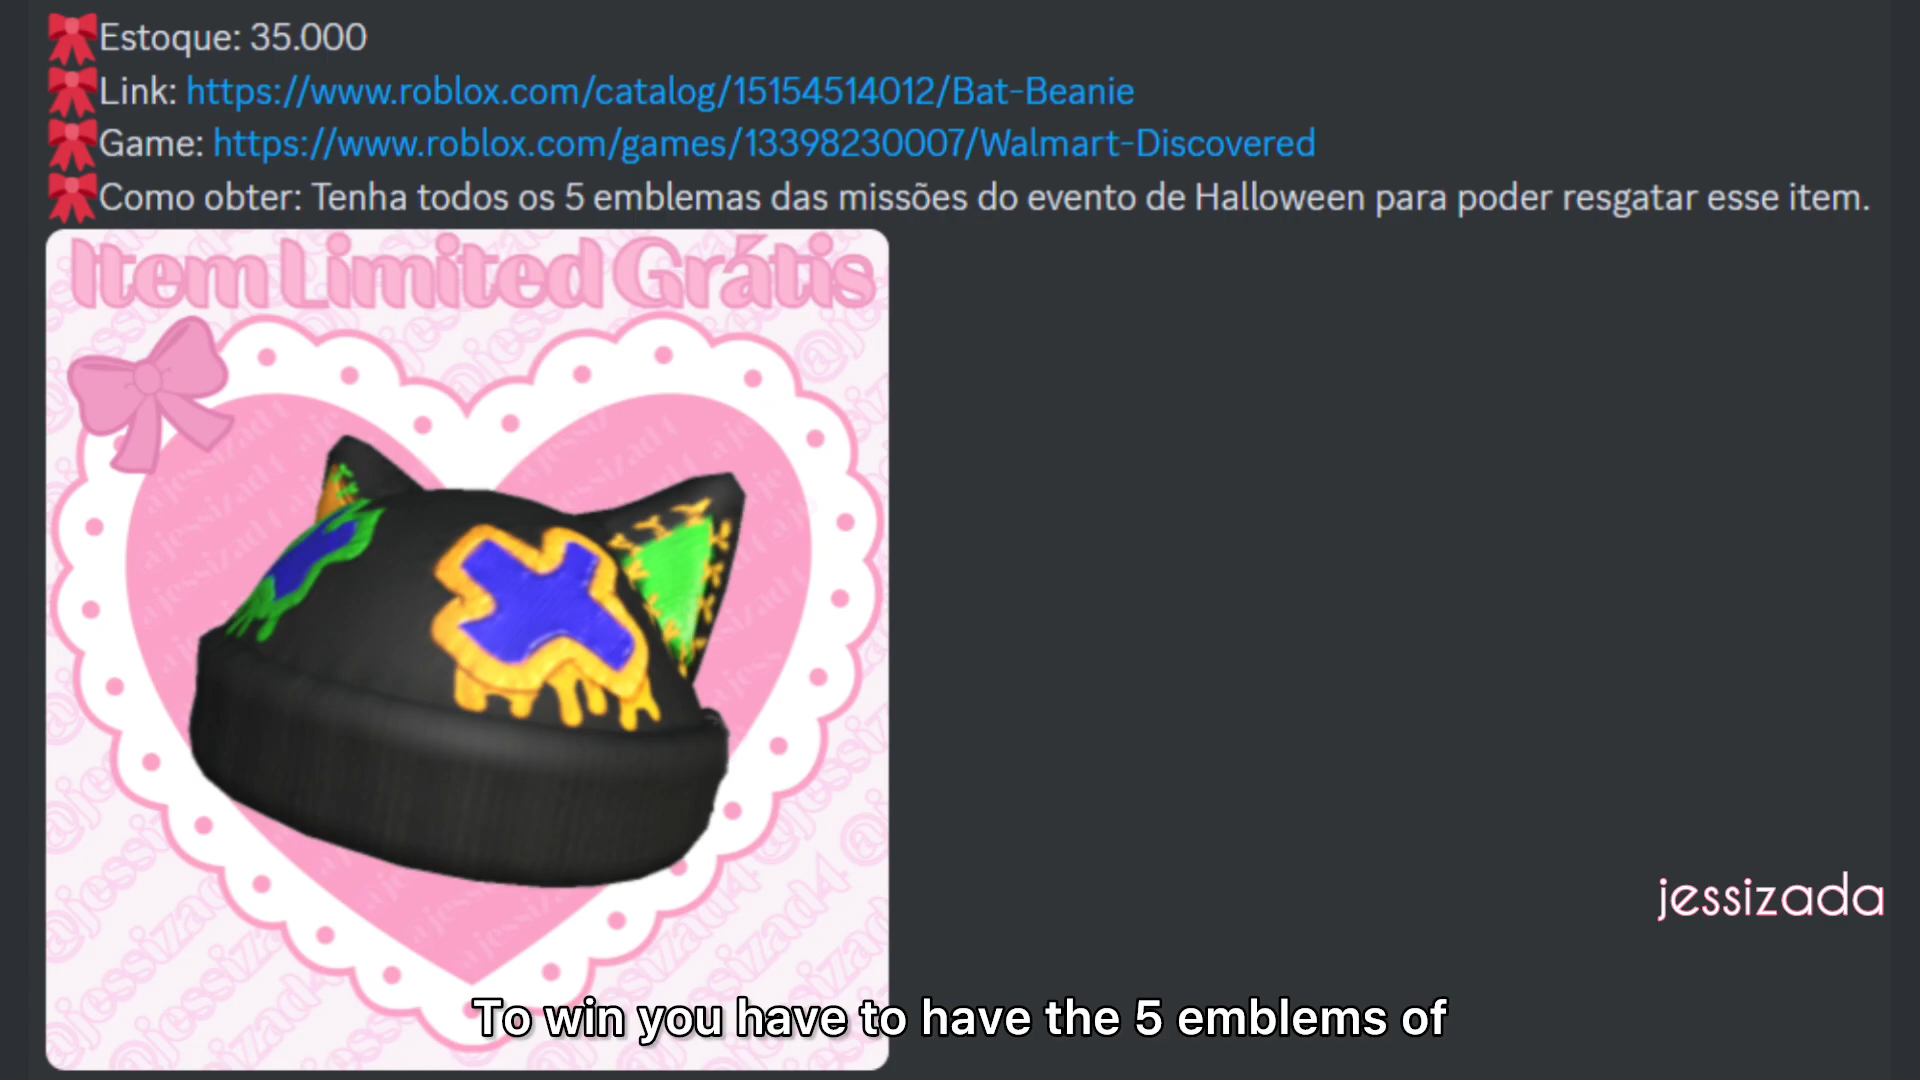 Estoque: 35.000
Link: https://www.roblox.com/catalog/15154514012/Bat-Beanie
Game: https://www.roblox.com/games/13398230007/Walmart-Discovered
Como obter: Tenha todos os 5 emblemas das missões do evento de Halloween para poder resgatar esse item.
Item Limited Grátis
jessizada
To win you have to have the 5 emblems of